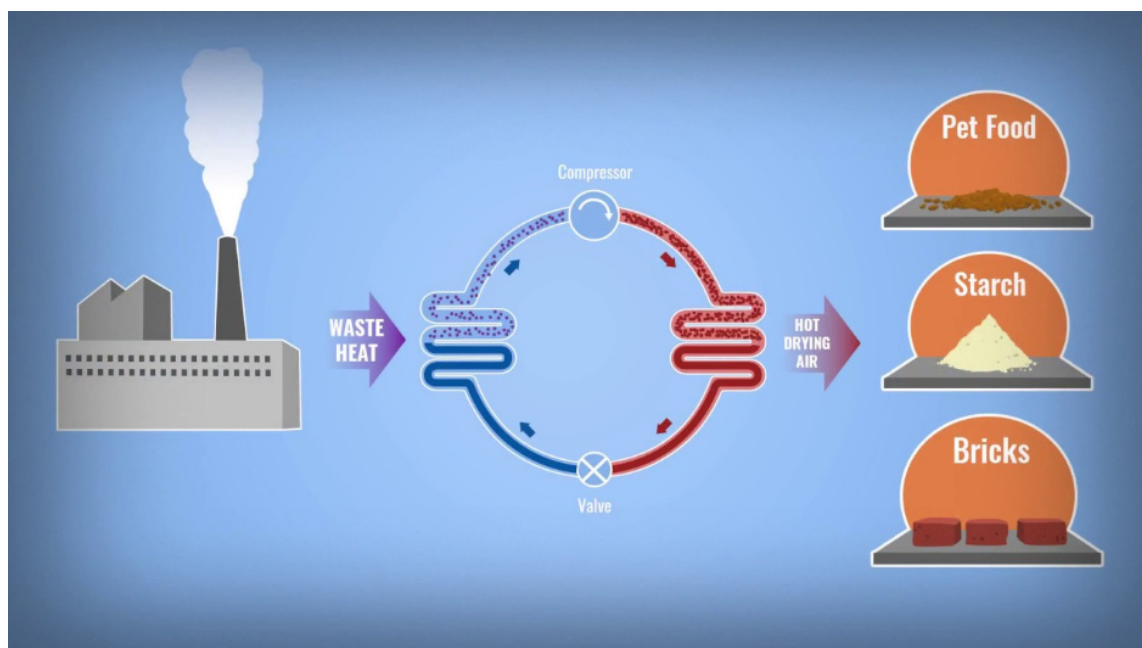 Compressor
WASTE
HEAT
HOT
DRYING
AIR
Valve
Pet Food
Starch
Bricks